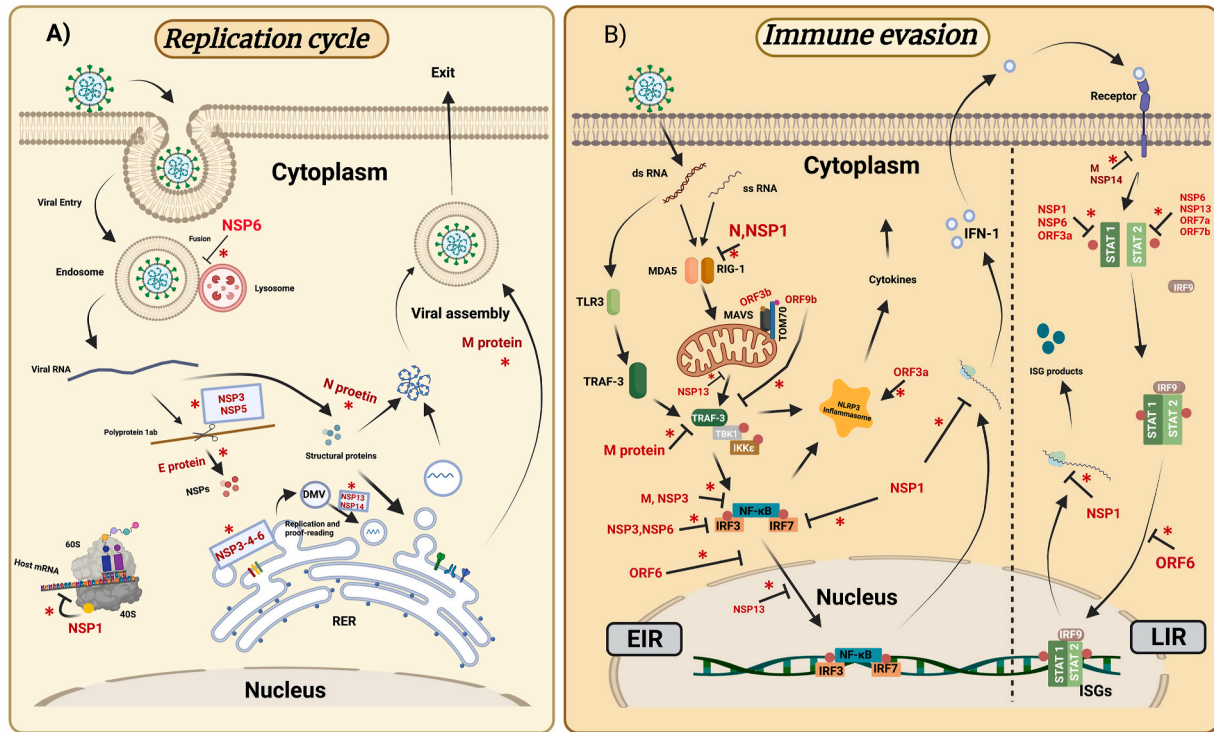 A)
Replication cycle
Exit
Cytoplasm
Viral Entry
NSP6
Fusion
*
Endosome
Lysosome
Viral assembly
M protein
*
Viral RNA
NSP3
NSP5
*
N proetin
*
Polyprotein 1ab
Structural proteins
E protein
*
NSPs
DMV
*
NSP13
NSP14
Replication and
proof-reading
*
NSP3-4-6
60S
Host mRNA
40S
*
NSP1
RER
Nucleus
B)
Immune evasion
Receptor
Cytoplasm
ds RNA
ss RNA
*
M
NSP14
N,NSP1
*
MDA5
RIG-1
IFN-1
NSP1
NSP6
ORF3a
*
STAT 1
STAT 2
*
NSP6
NSP13
ORF7a
ORF7b
Cytokines
IRF9
TLR3
ORF3b
ORF9b
MAVS
TOM70
ISG products
TRAF-3
NSP13
*
*
ORF3a
*
NLRP3
Inflammasome
IRF9
STAT 1
STAT 2
TRAF-3
TBK1
IKKε
M protein
*
*
M, NSP3
*
NF-κB
IRF3
IRF7
NSP1
*
NSP3,NSP6
*
*
NSP1
ORF6
*
*
ORF6
NSP13
*
Nucleus
EIR
LIR
NF-κB
IRF3
IRF7
IRF9
STAT 1
STAT 2
ISGs